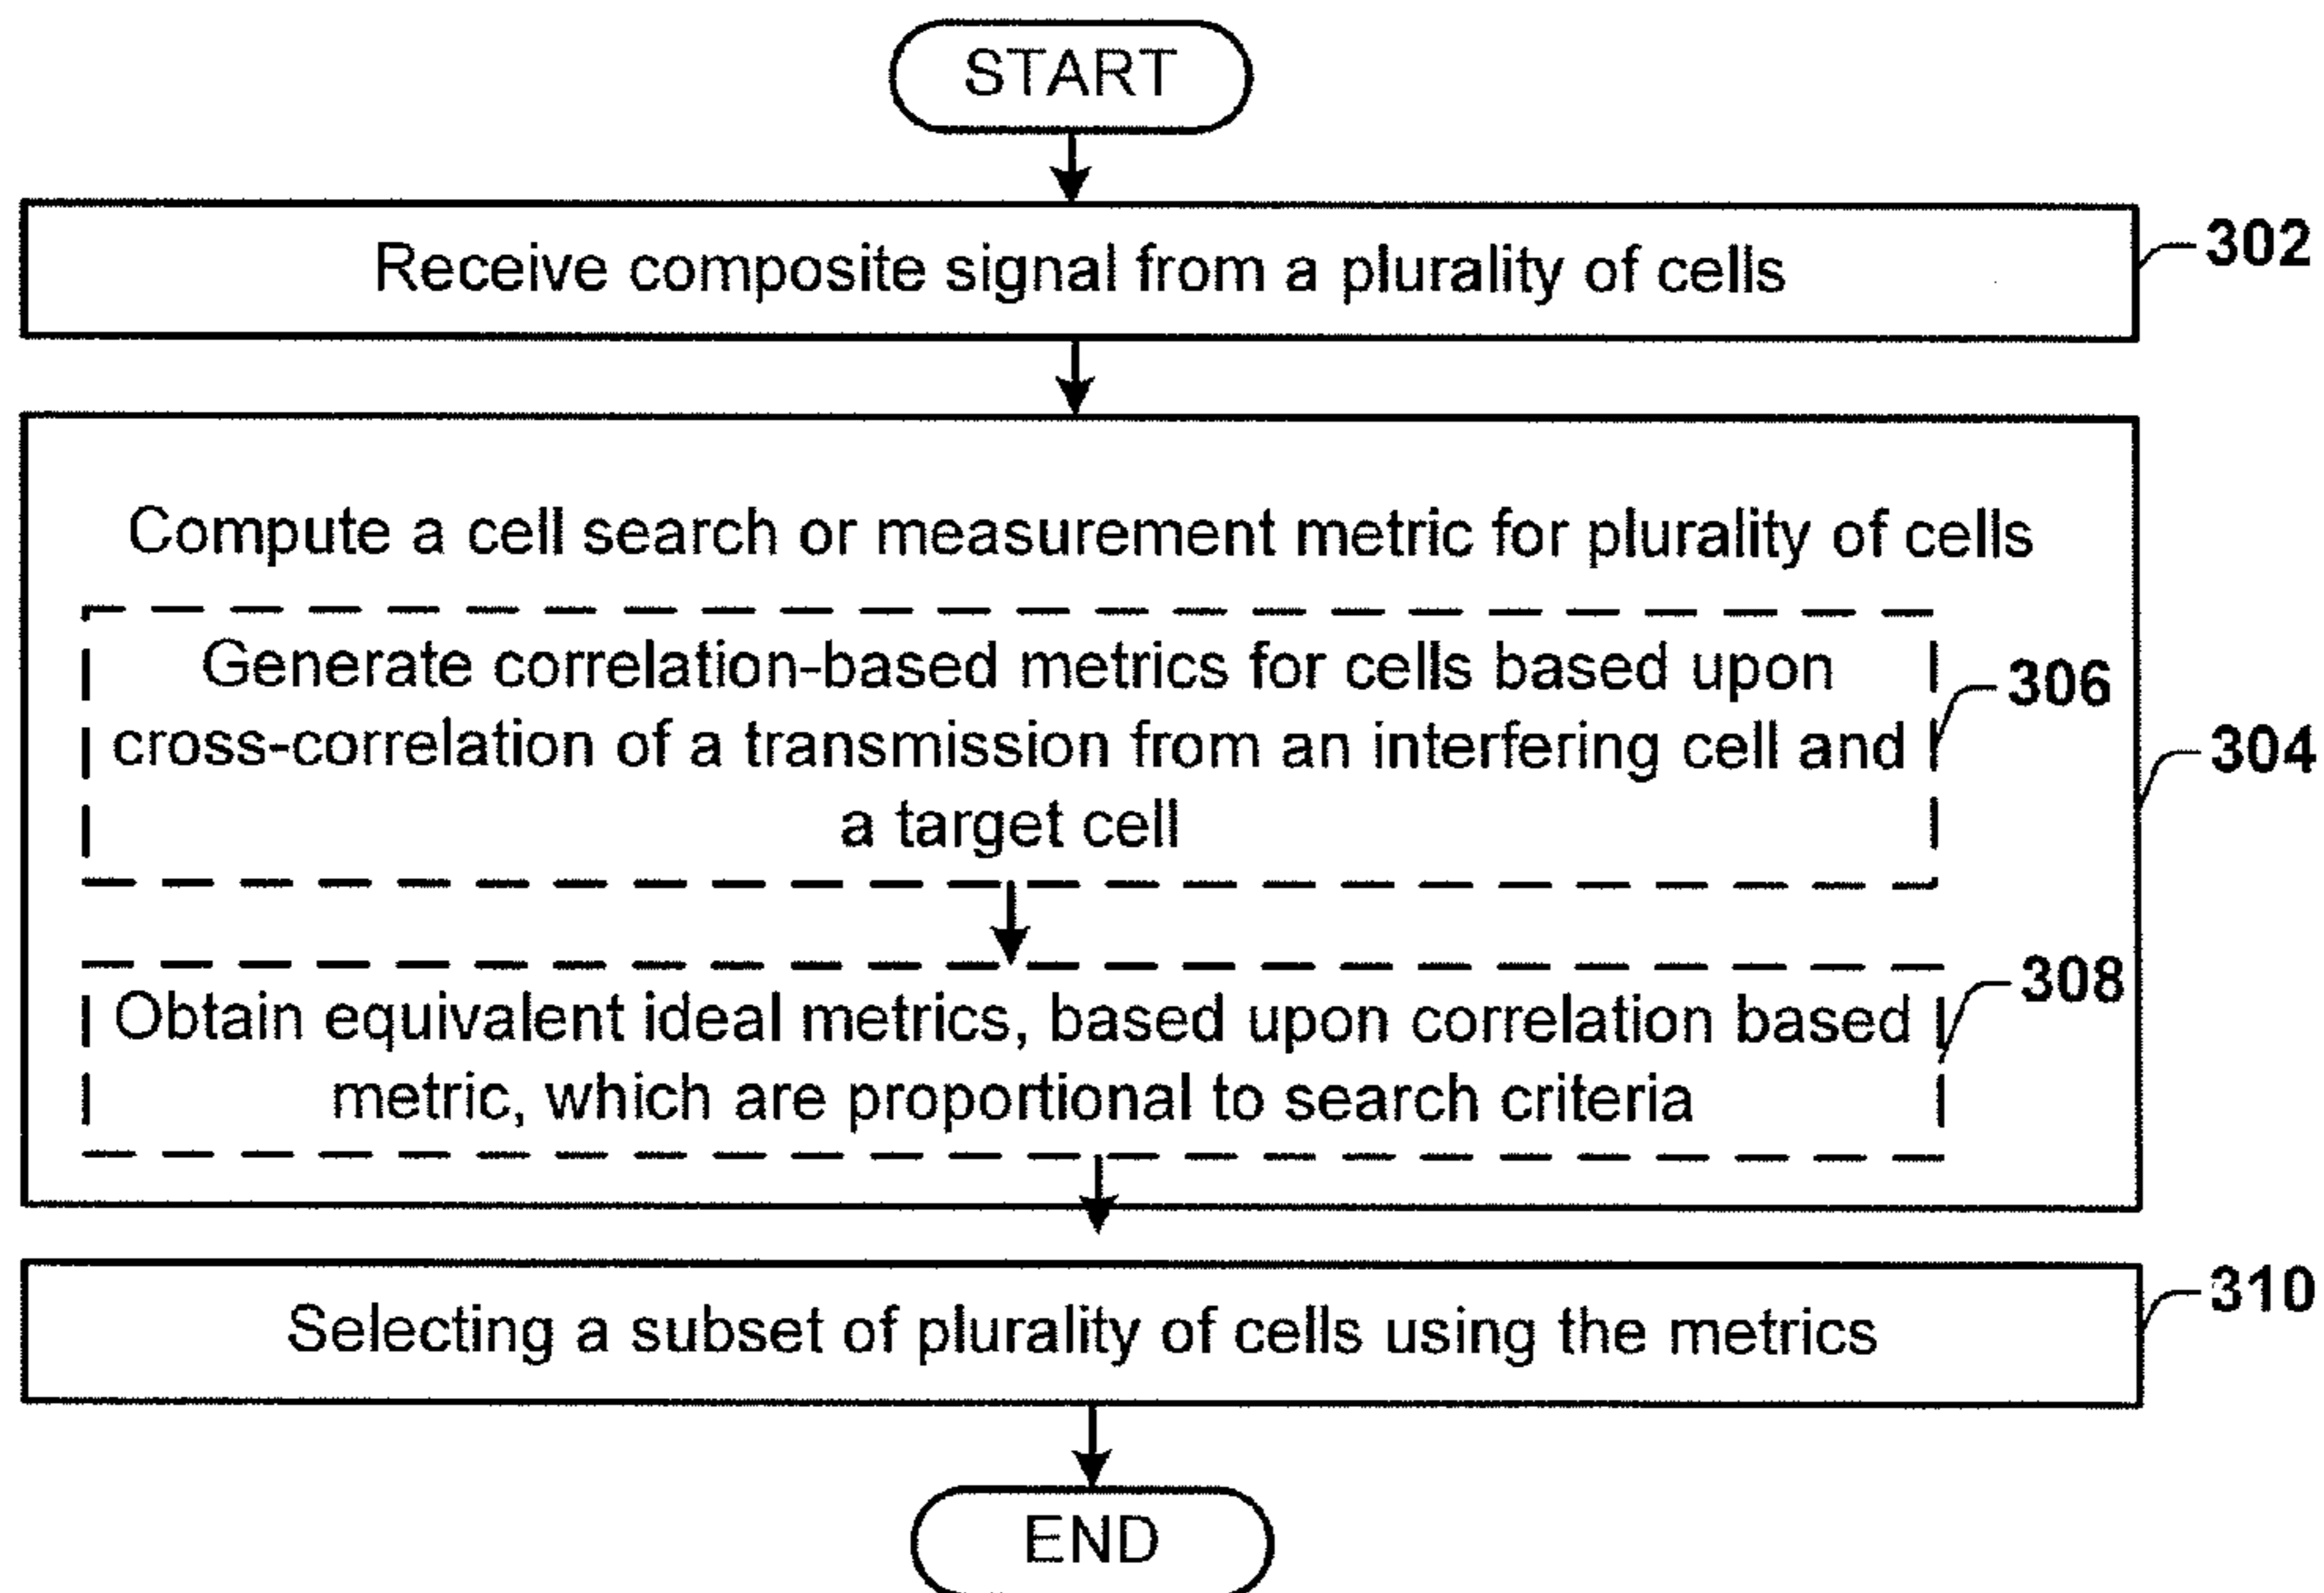 START
Receive composite signal from a plurality of cells
302
Compute a cell search or measurement metric for plurality of cells
Generate correlation-based metrics for cells based upon
cross-correlation of a transmission from an interfering cell and
a target cell
306
304
Obtain equivalent ideal metrics, based upon correlation based
metric, which are proportional to search criteria
308
Selecting a subset of plurality of cells using the metrics
310
END